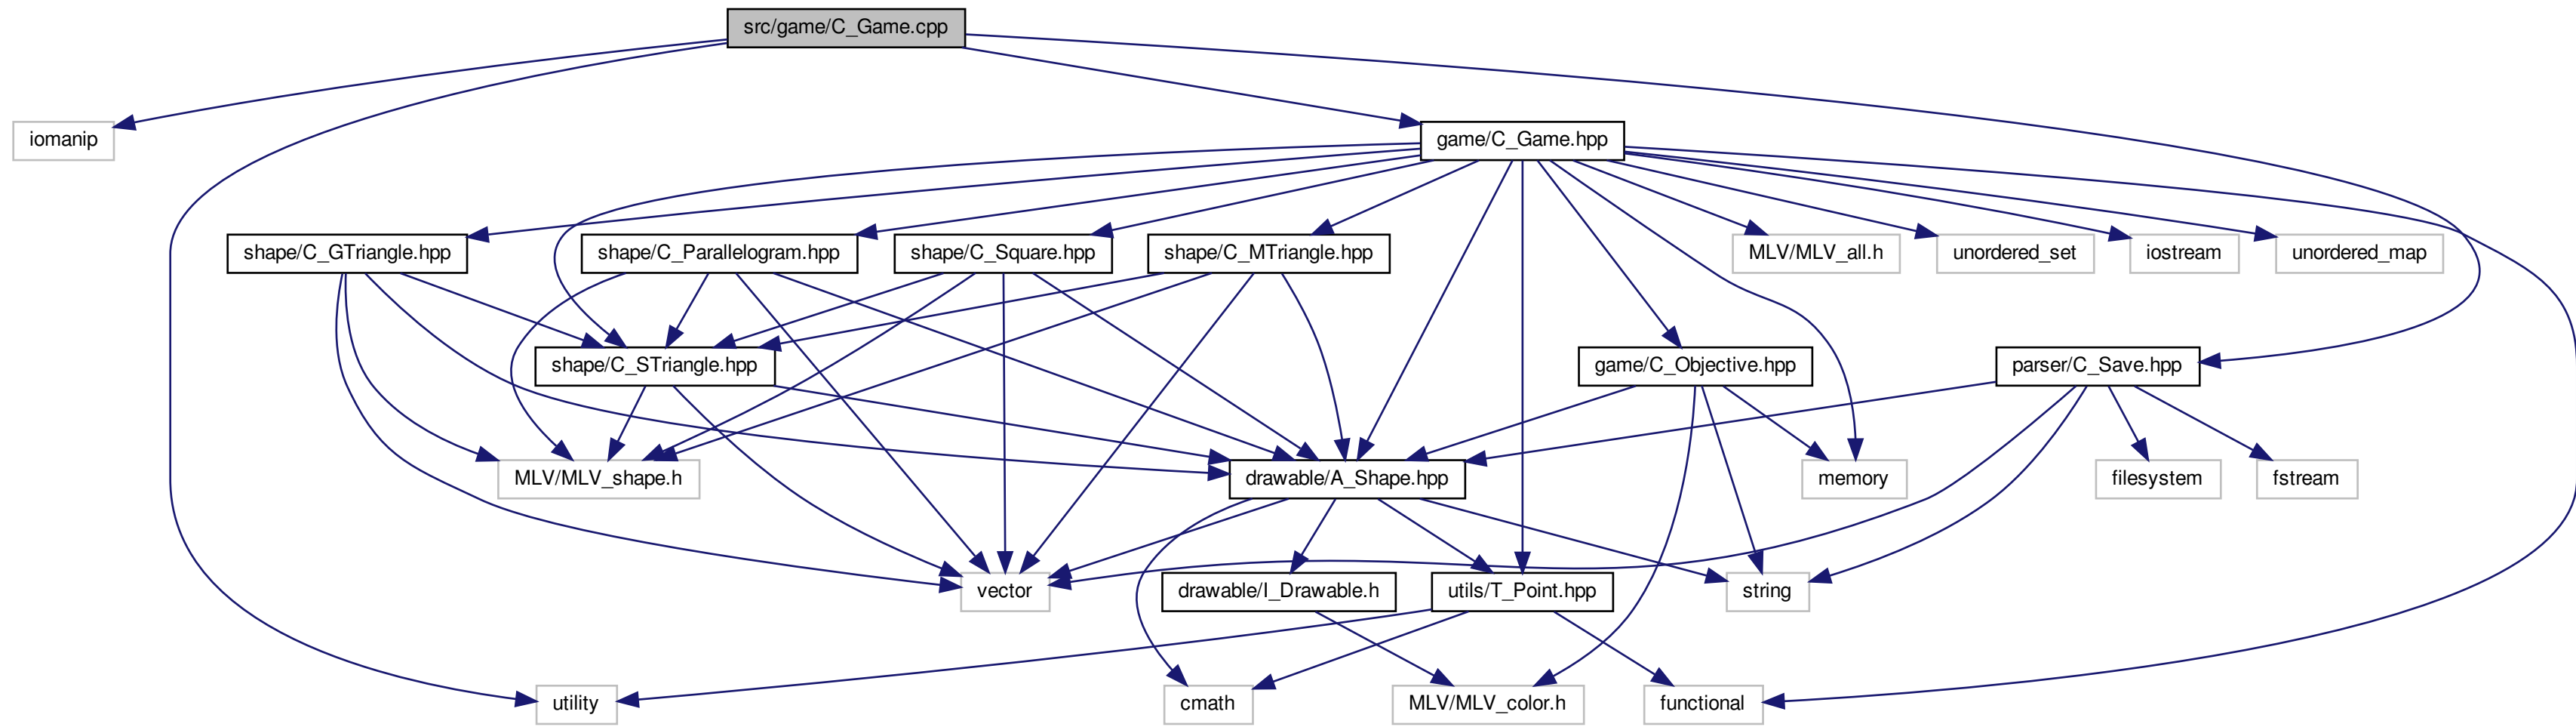 src/game/C_Game.cpp
iomanip
game/C_Game.hpp
shape/C_GTriangle.hpp
shape/C_Parallelogram.hpp
shape/C_Square.hpp
shape/C_MTriangle.hpp
MLV/MLV_all.h
unordered_set
iostream
unordered_map
shape/C_STriangle.hpp
game/C_Objective.hpp
parser/C_Save.hpp
MLV/MLV_shape.h
drawable/A_Shape.hpp
memory
filesystem
fstream
vector
drawable/I_Drawable.h
utils/T_Point.hpp
string
utility
cmath
MLV/MLV_color.h
functional